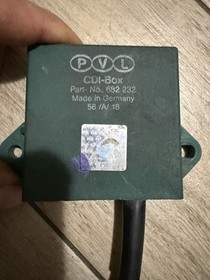 PVL
CDI-Box
Part- No. 682 232
Made in Germany
56 /A/ 18